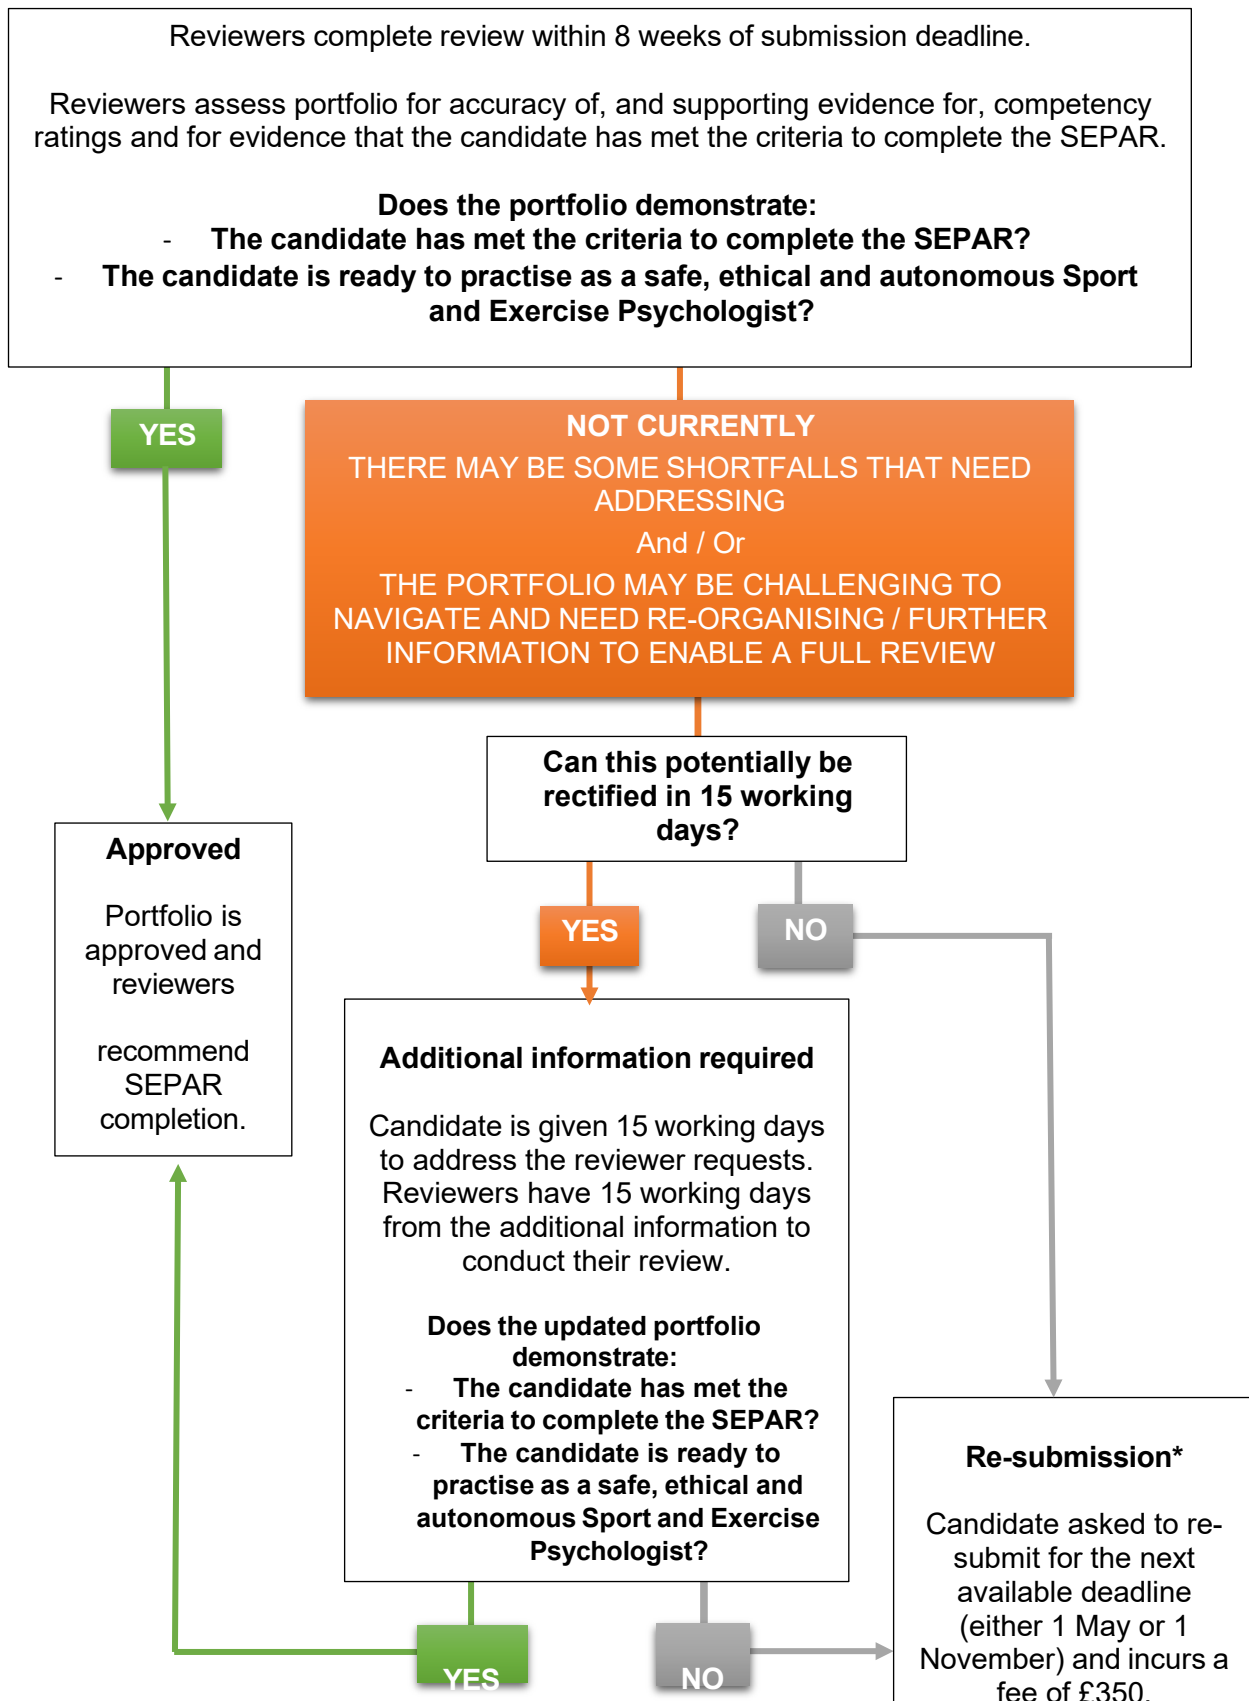 Reviewers complete review within 8 weeks of submission deadline.
Reviewers assess portfolio for accuracy of, and supporting evidence for, competency
ratings and for evidence that the candidate has met the criteria to complete the SEPAR.
Does the portfolio demonstrate:
- The candidate has met the criteria to complete the SEPAR?
- The candidate is ready to practise as a safe, ethical and autonomous Sport
and Exercise Psychologist?
YES
NOT CURRENTLY
THERE MAY BE SOME SHORTFALLS THAT NEED
ADDRESSING
And / Or
THE PORTFOLIO MAY BE CHALLENGING TO
NAVIGATE AND NEED RE-ORGANISING / FURTHER
INFORMATION TO ENABLE A FULL REVIEW
Can this potentially be
rectified in 15 working
days?
Approved
Portfolio is
approved and
reviewers
recommend
SEPAR
completion.
YES
NO
Additional information required
Candidate is given 15 working days
to address the reviewer requests.
Reviewers have 15 working days
from the additional information to
conduct their review.
Does the updated portfolio
demonstrate:
- The candidate has met the
criteria to complete the SEPAR?
- The candidate is ready to
practise as a safe, ethical and
autonomous Sport and Exercise
Psychologist?
Re-submission*
Candidate asked to re-
submit for the next
available deadline
(either 1 May or 1
November) and incurs a
fee of £350.
YES
NO